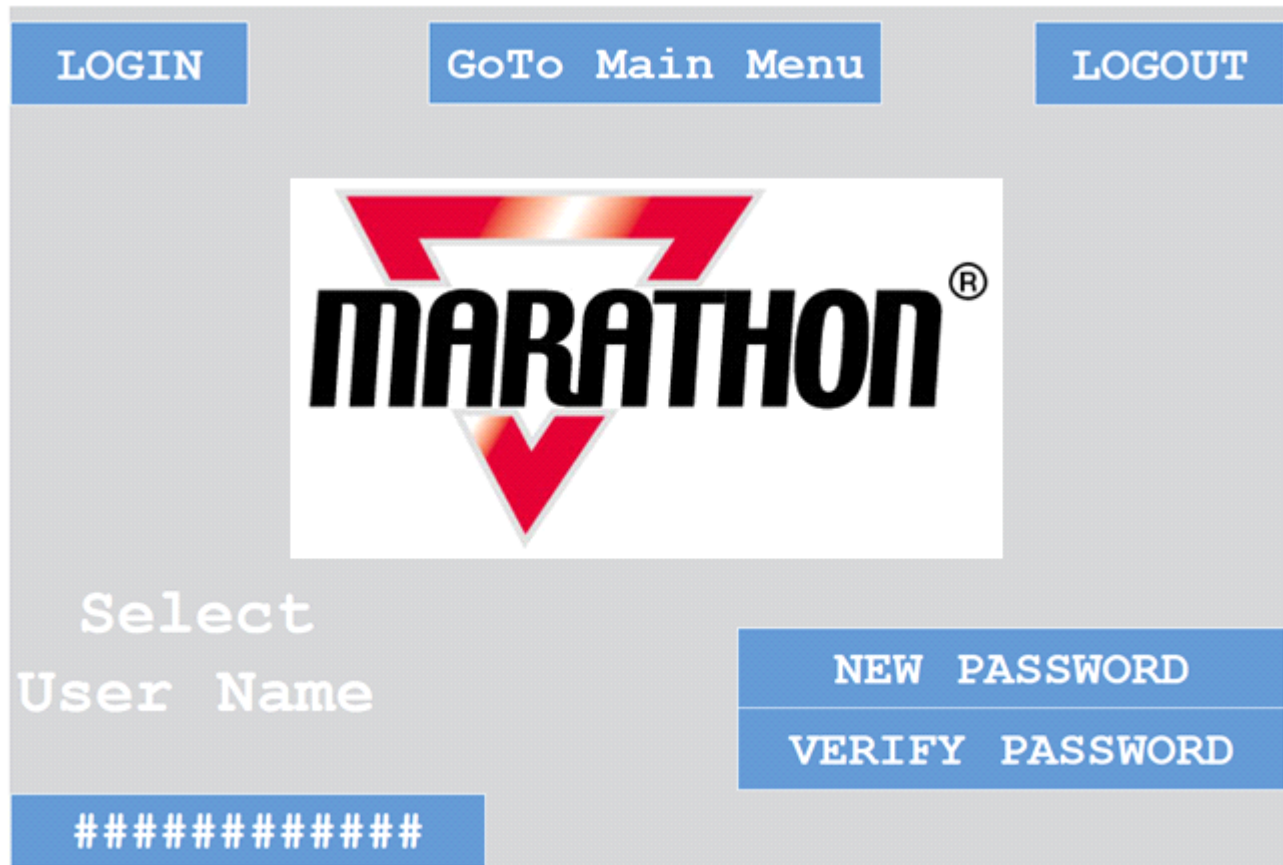 LOGIN
GoTo Main Menu
LOGOUT
MARATHON®
Select
User Name
NEW PASSWORD
VERIFY PASSWORD
############